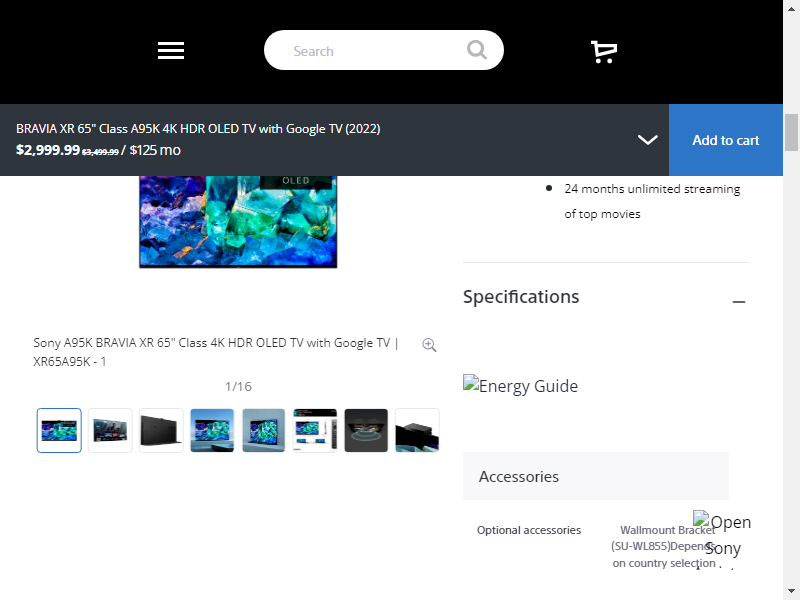 Search
BRAVIA XR 65" Class A95K 4K HDR OLED TV with Google TV (2022)
$2,999.99 $3,499.99 / $125 mo
Add to cart
OLED
24 months unlimited streaming
of top movies
Specifications
Sony A95K BRAVIA XR 65" Class 4K HDR OLED TV with Google TV |
XR65A95K - 1
1/16
Energy Guide
Accessories
Optional accessories
Wallmount Bracket
(SU-WL855)Depends
on country selection
Open
Sony